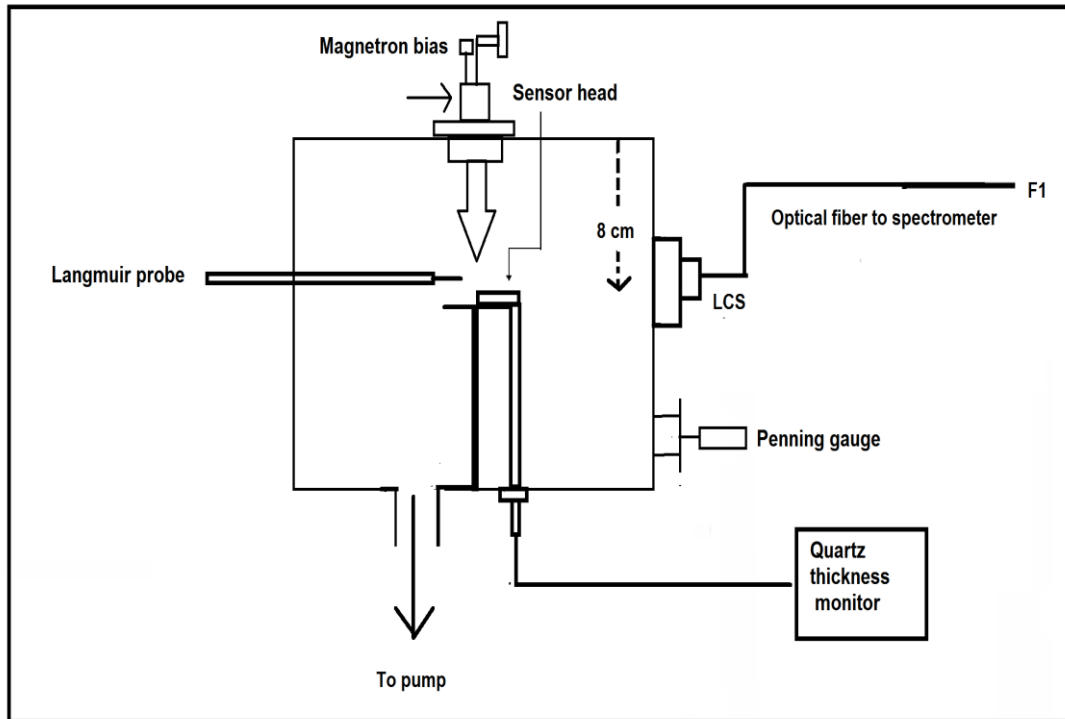 Magnetron bias
Sensor head
8 cm
F1
Optical fiber to spectrometer
Langmuir probe
LCS
Penning gauge
Quartz
thickness
monitor
To pump